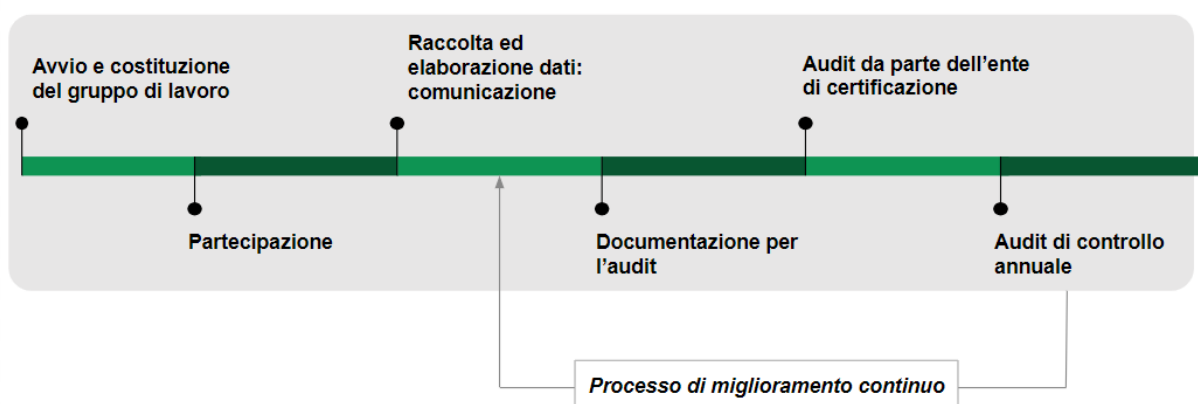 Avvio e costituzione
del gruppo di lavoro
Partecipazione
Raccolta ed
elaborazione dati:
comunicazione
Documentazione per
l'audit
Audit da parte dell'ente
di certificazione
Audit di controllo
annuale
Processo di miglioramento continuo